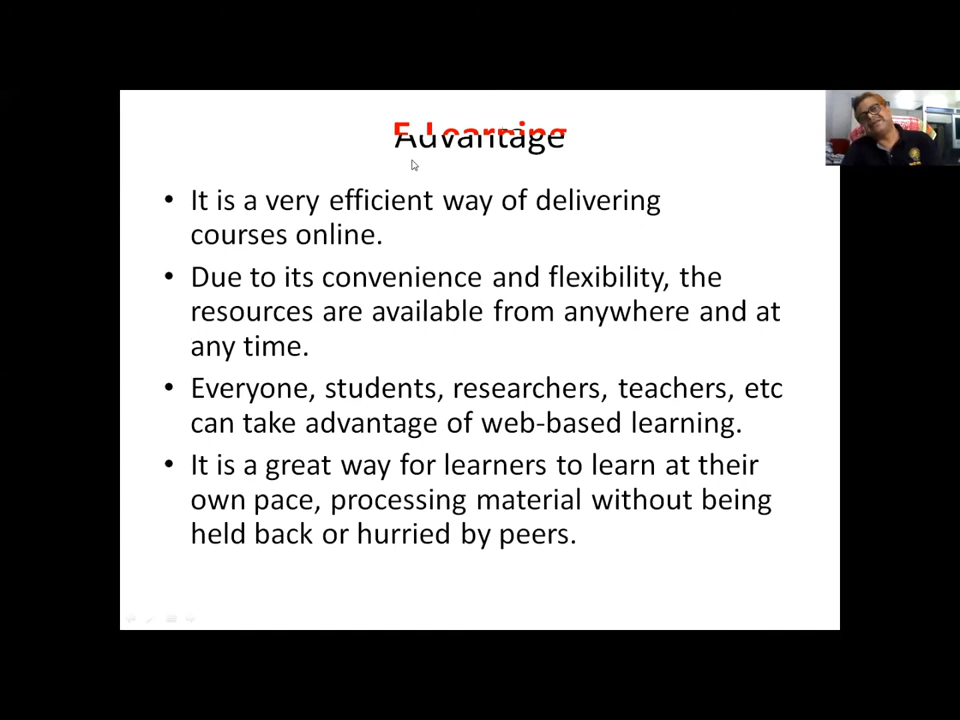 E-Learning
Advantage
• It is a very efficient way of delivering
courses online.
• Due to its convenience and flexibility, the
resources are available from anywhere and at
any time.
• Everyone, students, researchers, teachers, etc
can take advantage of web-based learning.
• It is a great way for learners to learn at their
own pace, processing material without being
held back or hurried by peers.